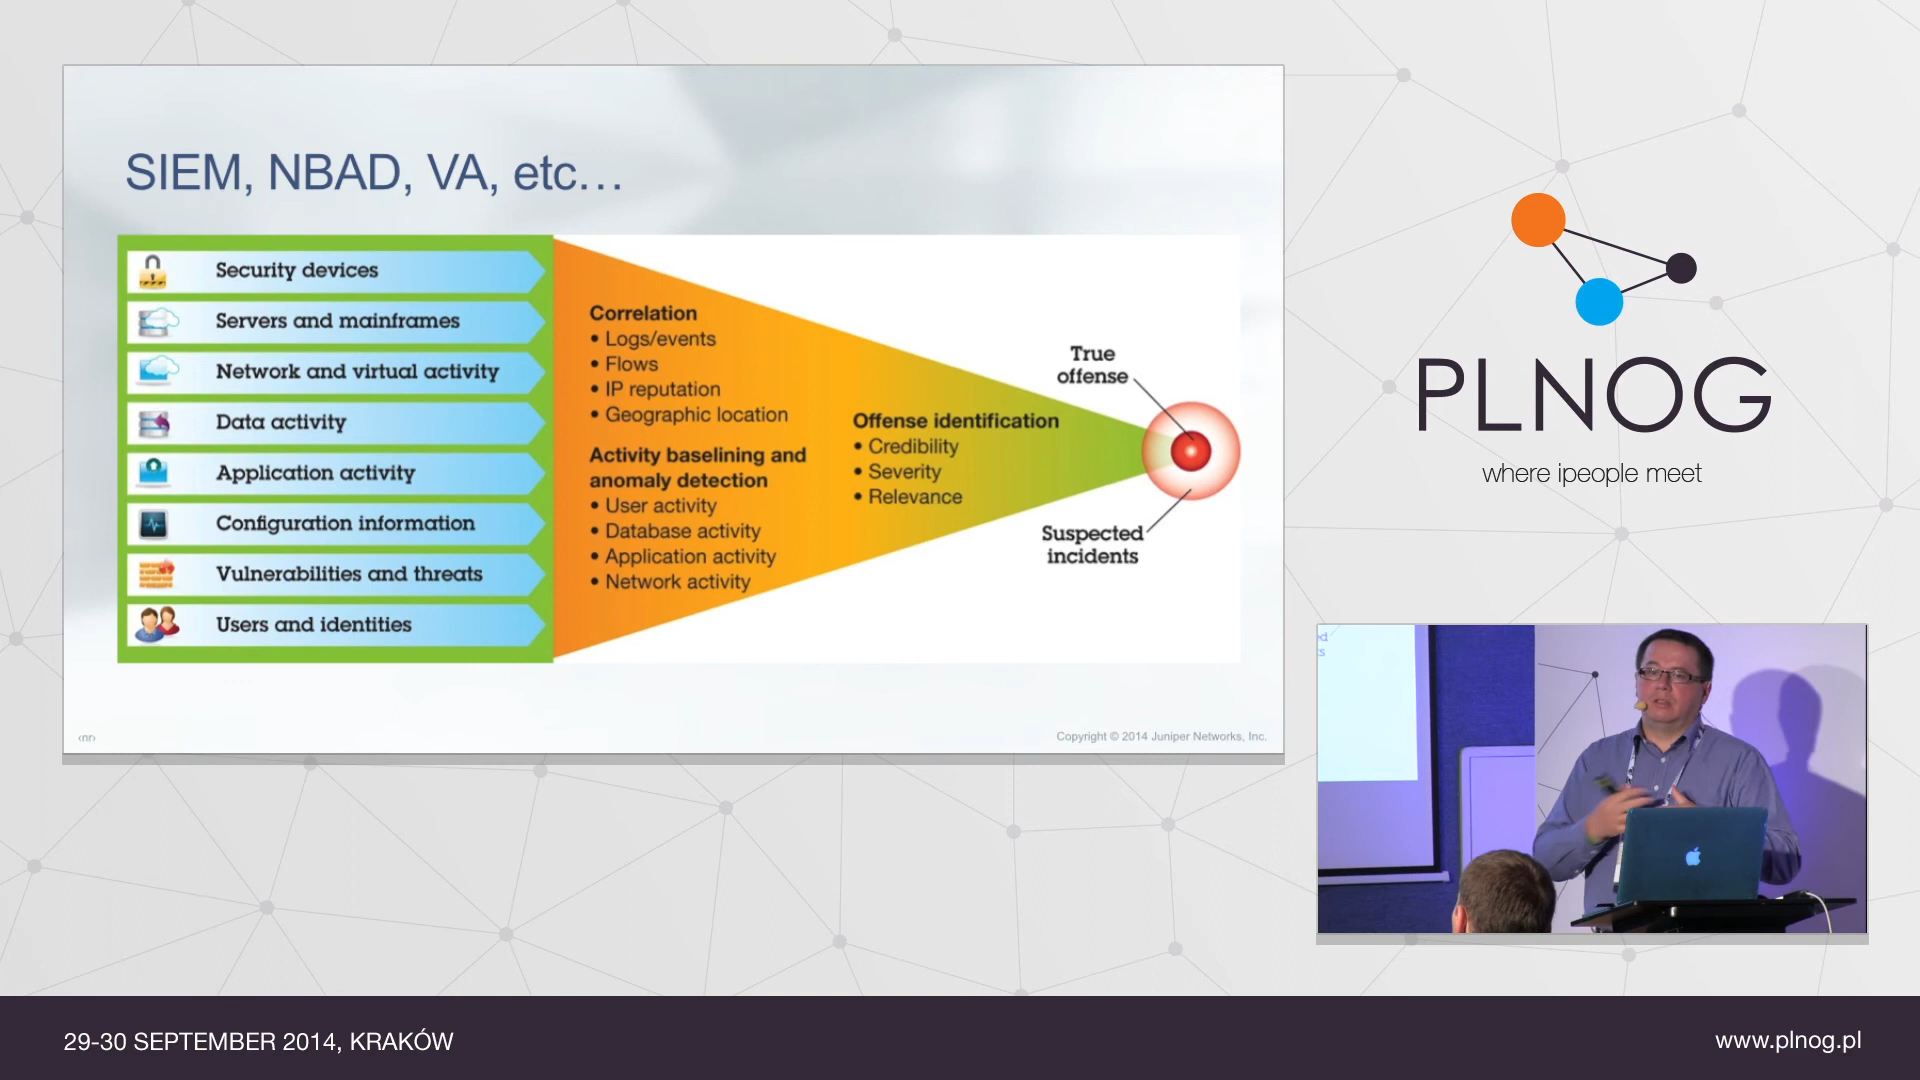 SIEM, NBAD, VA, etc…
Security devices
Servers and mainframes
Network and virtual activity
Data activity
Application activity
Configuration information
Vulnerabilities and threats
Users and identities
Correlation
• Logs/events
• Flows
• IP reputation
• Geographic location
Activity baselining and
anomaly detection
• User activity
• Database activity
• Application activity
• Network activity
Offense identification
• Credibility
• Severity
• Relevance
True
offense
Suspected
incidents
‹nr›
Copyright © 2014 Juniper Networks, Inc.
PLNOG
where ipeople meet
29-30 SEPTEMBER 2014, KRAKÓW
www.plnog.pl